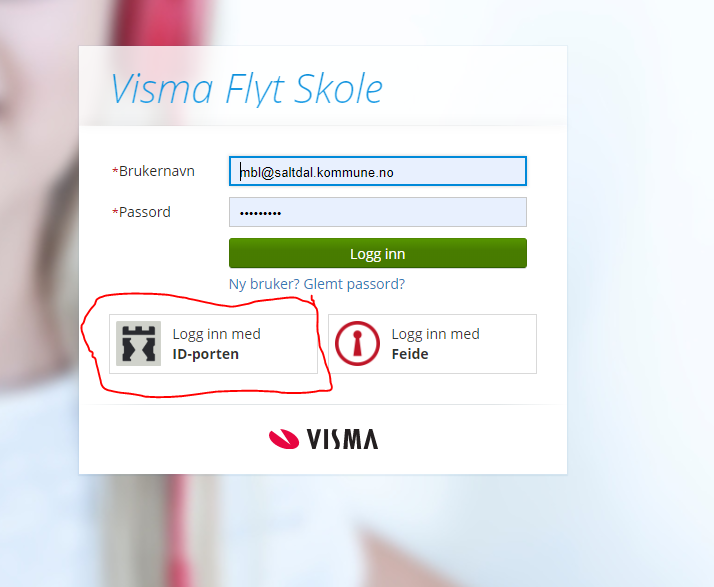 Visma Flyt Skole
*Brukernavn
mbl@saltdal.kommune.no
*Passord
•••••••••
Logg inn
Ny bruker? Glemt passord?
Logg inn med
ID-porten
Logg inn med
Feide
VISMA